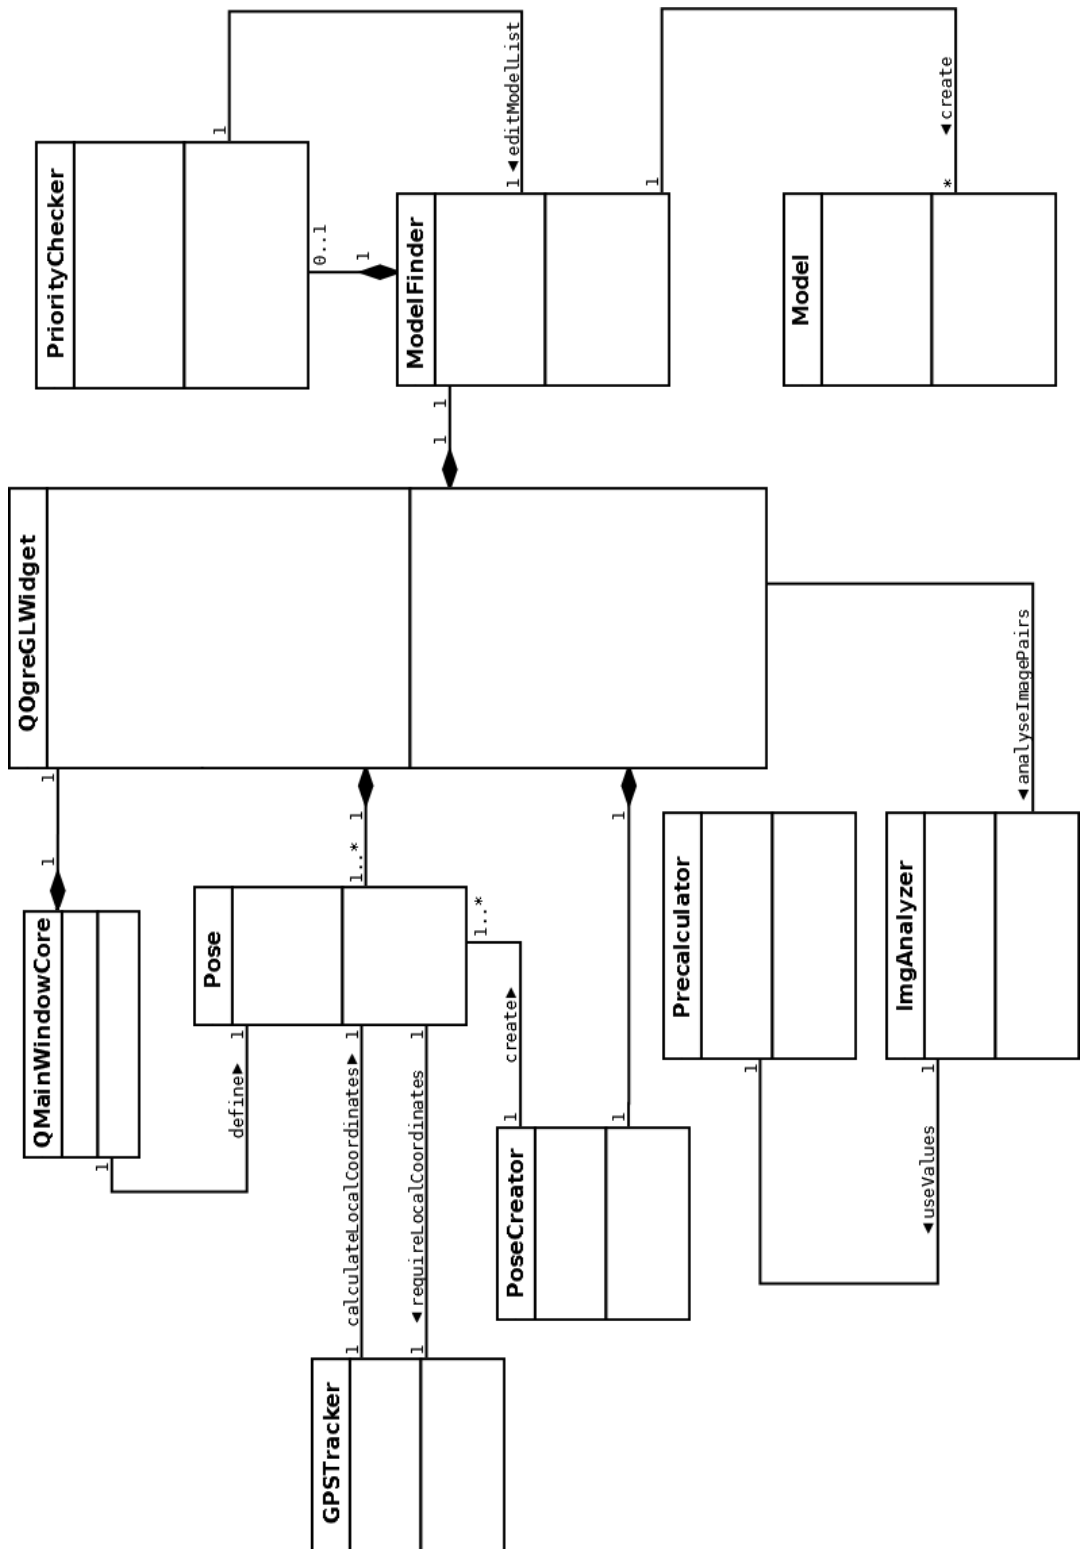 QOgreGLWidget
QMainWindowCore
1 1
PriorityChecker
1
Pose
1
define► 1
0..1
GPSTracker
1 calculateLocalCoordinates► 1
1..* 1
1
ModelFinder
1 ◄requireLocalCoordinates 1
1 1
1..*
1 create►
1 ◄editModelList
PoseCreator
1 1
1
Precalculator
1
Model
ImgAnalyzer
◄useValues 1
* ◄create
◄analyseImagePairs